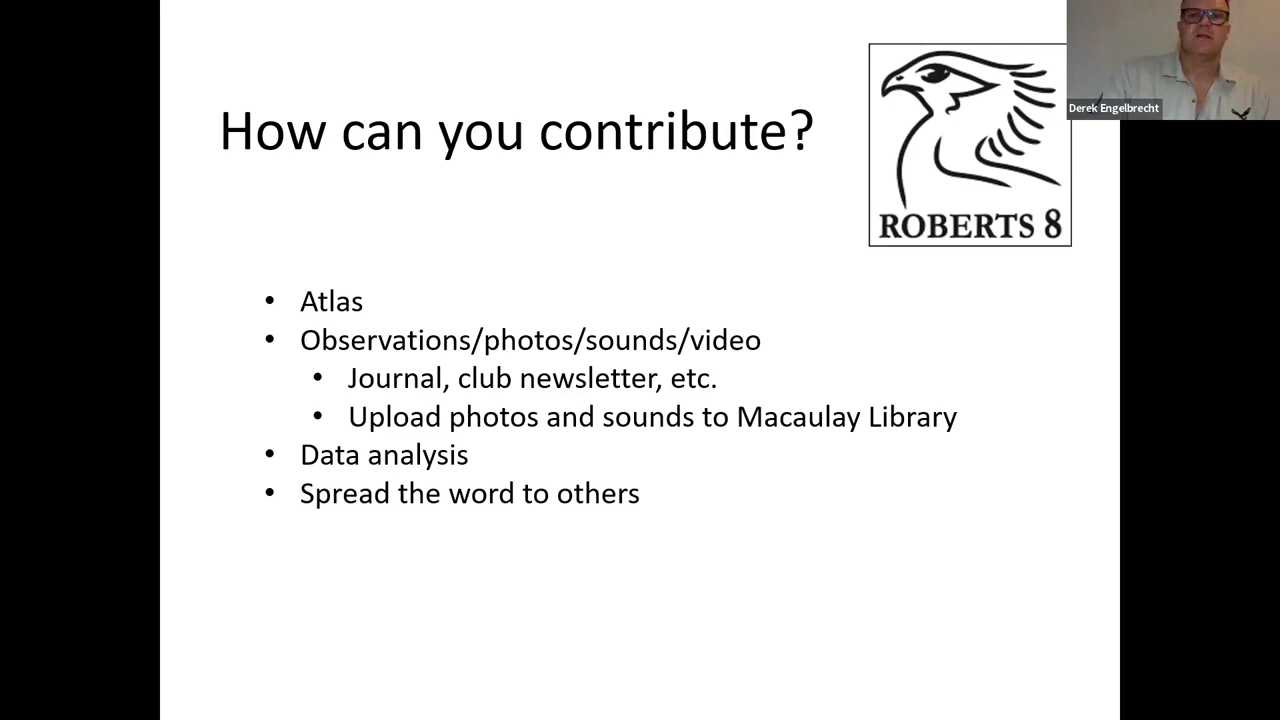 How can you contribute?
ROBERTS 8
Derek Engelbrecht
• Atlas
• Observations/photos/sounds/video
• Journal, club newsletter, etc.
• Upload photos and sounds to Macaulay Library
• Data analysis
• Spread the word to others